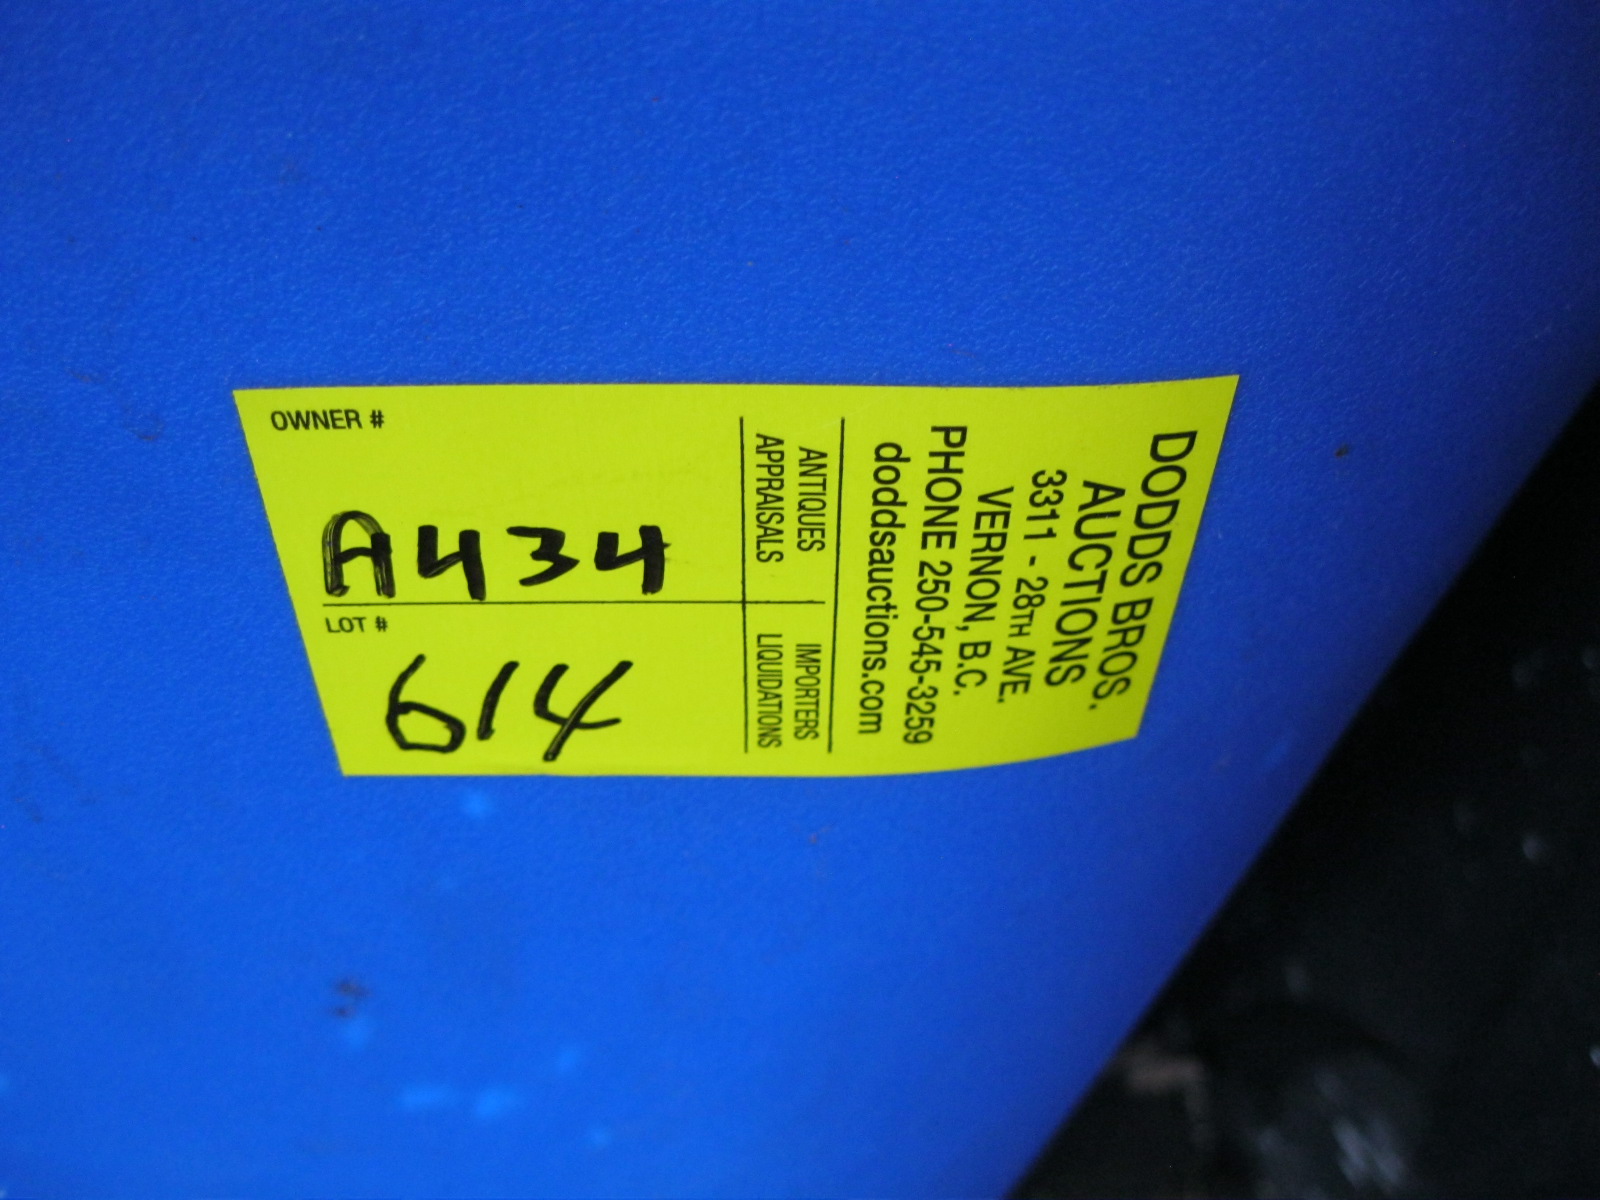 OWNER #
A434
LOT #
614
DODDS BROS.
AUCTIONS
3311 - 28TH AVE.
VERNON, B.C.
PHONE 250-545-3259
doddsauctions.com
ANTIQUES IMPORTERS
APPRAISALS LIQUIDATIONS